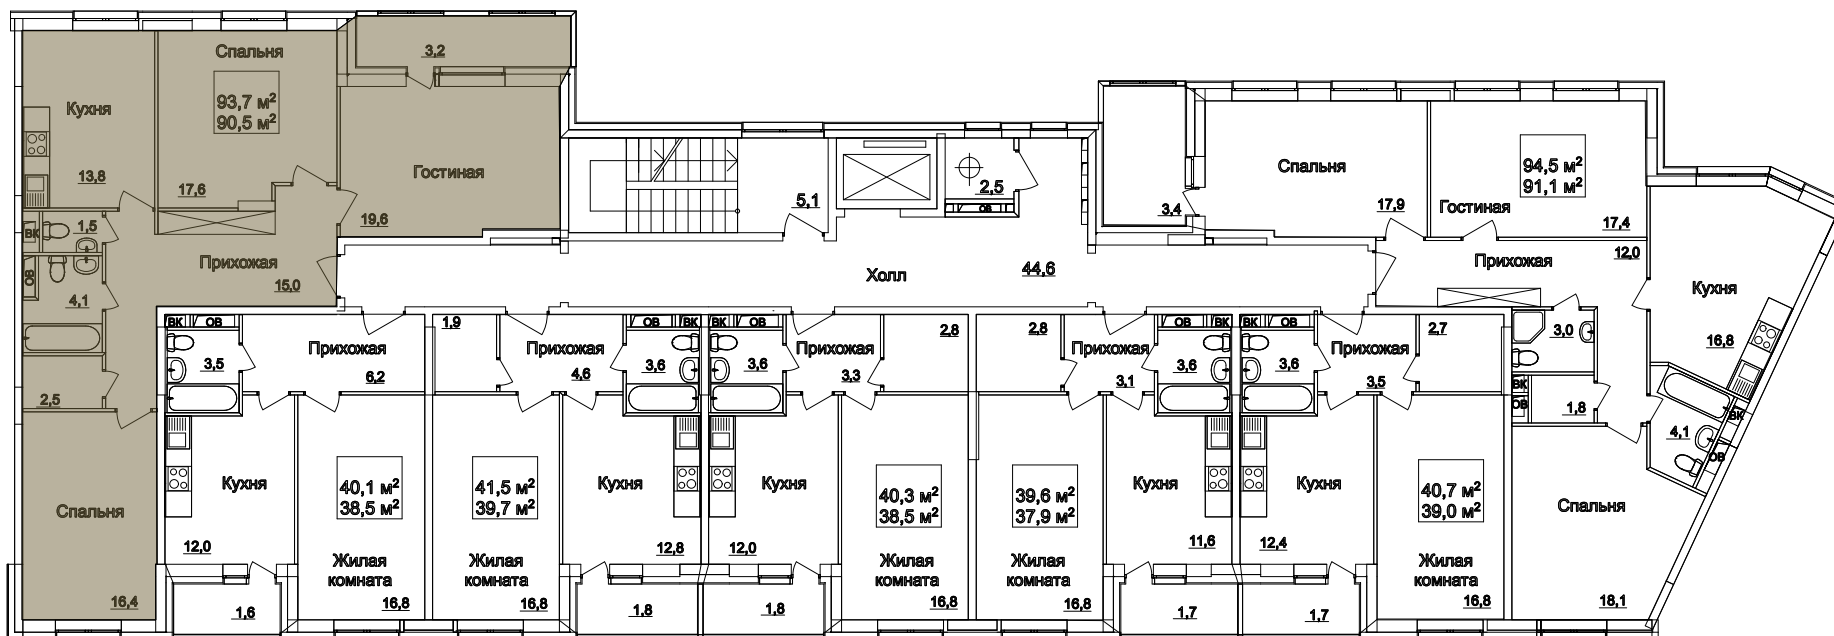 Спальня
3,2
93,7 м²
90,5 м²
Кухня
13,8
17,6
Гостиная
19,6
1,5
ВК
ОВ
4,1
Прихожая
15,0
2,5
Спальня
16,4
5,1
2,5
ОВ
Холл
44,6
3,4
Спальня
17,9
94,5 м²
91,1 м²
Гостиная
17,4
Прихожая
12,0
Кухня
16,8
3,0
ВК
ОВ
1,8
4,1
ВК
ОВ
Спальня
18,1
ВК
ОВ
3,5
Прихожая
6,2
Кухня
12,0
40,1 м²
38,5 м²
Жилая
комната
16,8
1,6
1,9
Прихожая
4,6
ОВ
ВК
3,6
41,5 м²
39,7 м²
Жилая
комната
16,8
Кухня
12,8
1,8
ВК
ОВ
3,6
Прихожая
3,3
2,8
Кухня
12,0
40,3 м²
38,5 м²
Жилая
комната
16,8
1,8
2,8
Прихожая
3,1
ОВ
ВК
3,6
39,6 м²
37,9 м²
Жилая
комната
16,8
Кухня
11,6
1,7
ВК
ОВ
3,6
Прихожая
3,5
2,7
Кухня
12,4
40,7 м²
39,0 м²
Жилая
комната
16,8
1,7